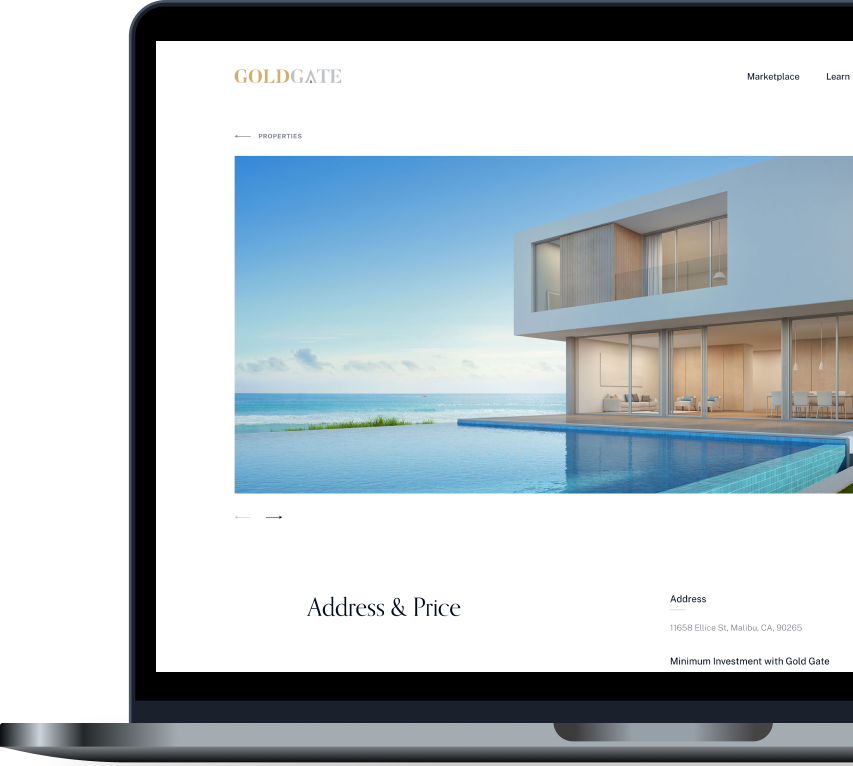 GOLDGATE
Marketplace
Learn
PROPERTIES
Address & Price
Address
11658 Ellice St, Malibu, CA, 90265
Minimum Investment with Gold Gate